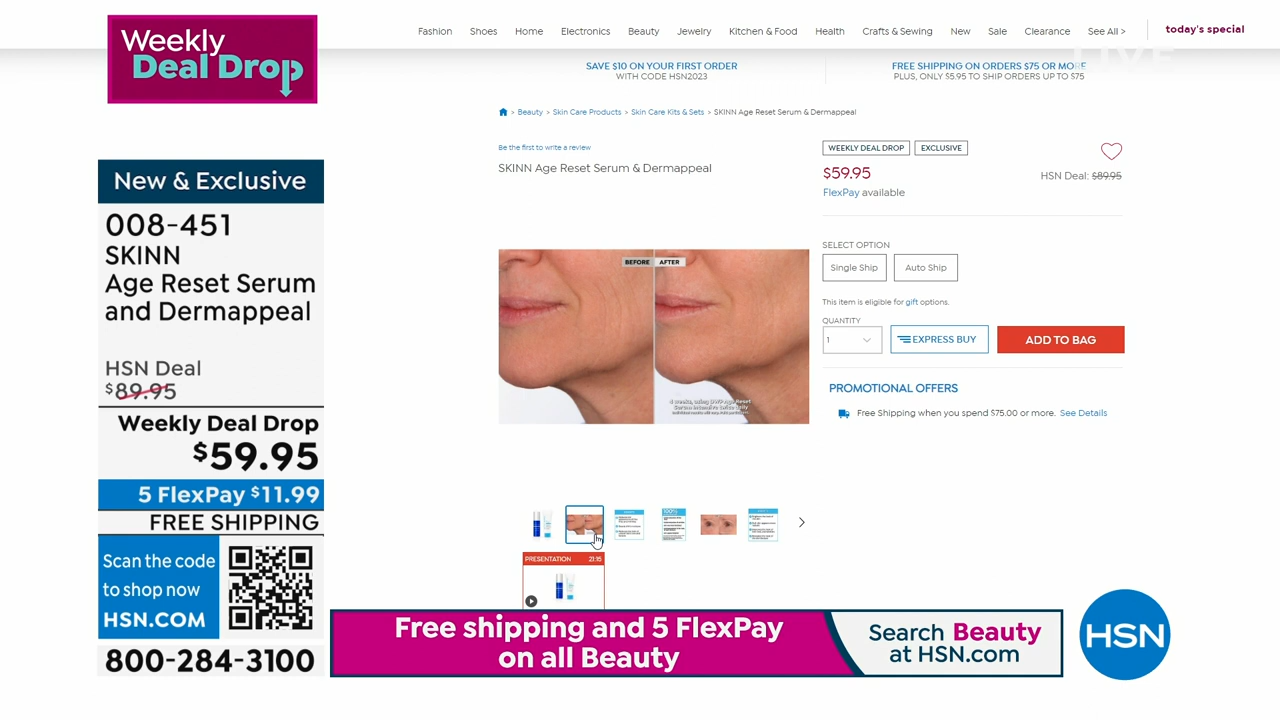 Weekly
Deal Drop
Fashion Shoes Home Electronics Beauty Jewelry Kitchen & Food Health Crafts & Sewing New Sale Clearance See All > today's special
LIVE
SAVE $10 ON YOUR FIRST ORDER
WITH CODE HSN2023
FREE SHIPPING ON ORDERS $75 OR MORE
PLUS, ONLY $5.95 TO SHIP ORDERS UP TO $75
> Beauty > Skin Care Products > Skin Care Kits & Sets > SKINN Age Reset Serum & Dermappeal
Be the first to write a review
SKINN Age Reset Serum & Dermappeal
WEEKLY DEAL DROP EXCLUSIVE
$59.95
HSN Deal: $89.95
FlexPay available
SELECT OPTION
Single Ship Auto Ship
This item is eligible for gift options.
QUANTITY
1
EXPRESS BUY
ADD TO BAG
PROMOTIONAL OFFERS
Free Shipping when you spend $75.00 or more. See Details
BEFORE AFTER
100%
>
PRESENTATION
New & Exclusive
008-451
SKINN
Age Reset Serum
and Dermappeal
HSN Deal
$89.95
Weekly Deal Drop
$59.95
5 FlexPay $11.99
FREE SHIPPING
Scan the code
to shop now
HSN.COM
800-284-3100
Free shipping and 5 FlexPay
on all Beauty
Search Beauty
at HSN.com
HSN